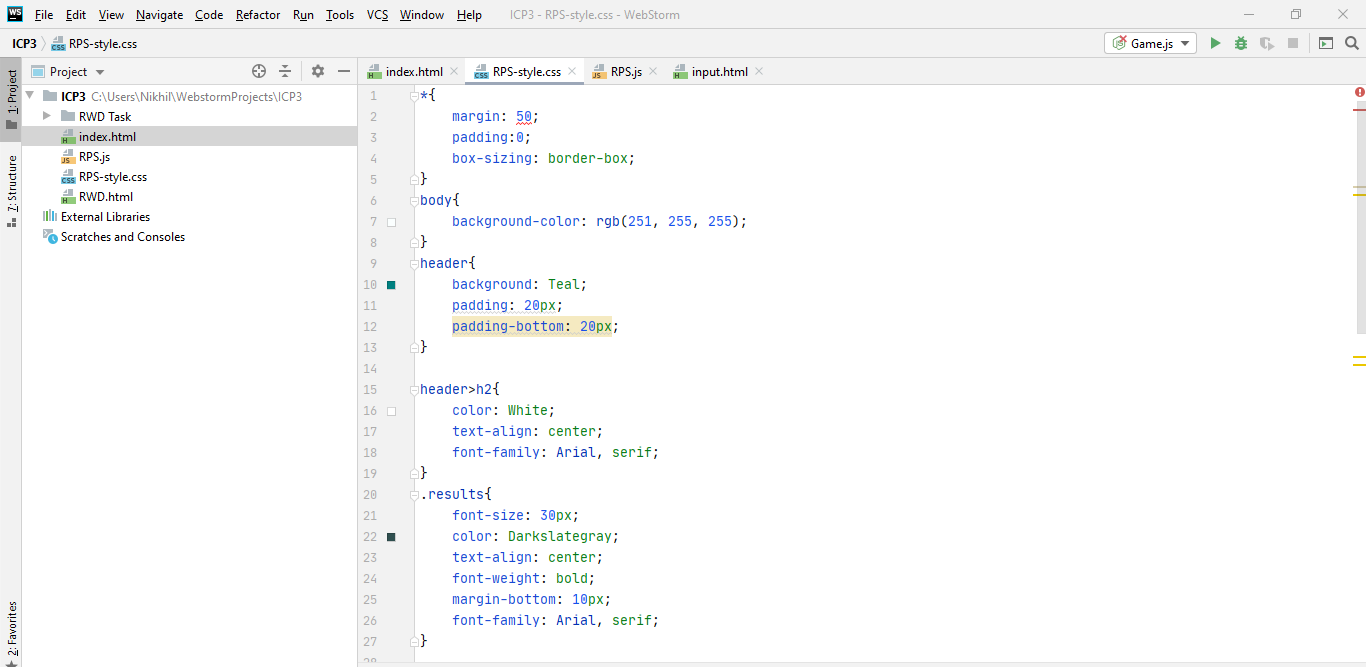 WS File Edit View Navigate Code Refactor Run Tools VCS Window Help ICP3 - RPS-style.css - WebStorm
ICP3 RPS-style.css Game.js
Project index.html RPS-style.css RPS.js input.html
1: Project
7: Structure
2: Favorites
ICP3 C:\Users\Nikhil\WebstormProjects\ICP3
RWD Task
index.html
RPS.js
RPS-style.css
RWD.html
External Libraries
Scratches and Consoles
1 *{
2 margin: 50;
3 padding:0;
4 box-sizing: border-box;
5 }
6 body{
7 background-color: rgb(251, 255, 255);
8 }
9 header{
10 background: Teal;
11 padding: 20px;
12 padding-bottom: 20px;
13 }
14
15 header>h2{
16 color: White;
17 text-align: center;
18 font-family: Arial, serif;
19 }
20 .results{
21 font-size: 30px;
22 color: Darkslategray;
23 text-align: center;
24 font-weight: bold;
25 margin-bottom: 10px;
26 font-family: Arial, serif;
27 }
28